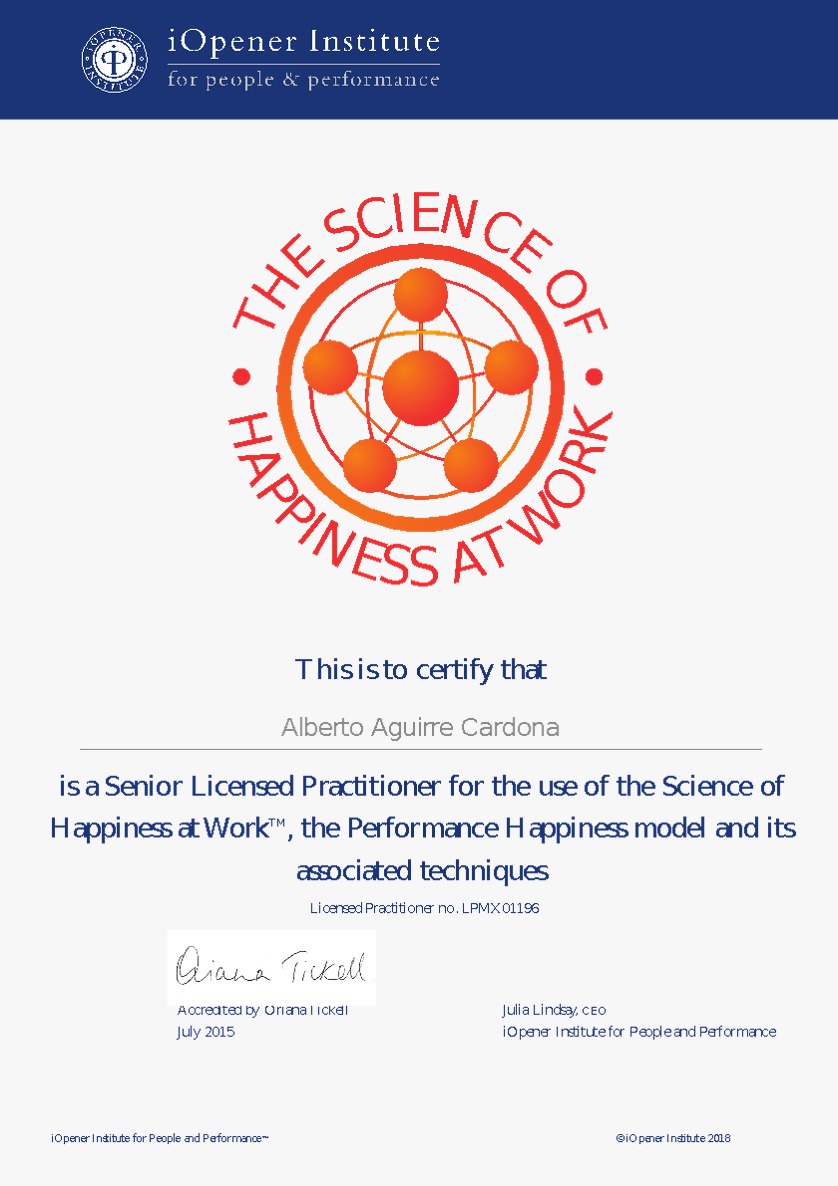 IOPENER
INSTITUTE
iOpener Institute
for people & performance
THE SCIENCE OF
HAPPINESS AT WORK
This is to certify that
Alberto Aguirre Cardona
is a Senior Licensed Practitioner for the use of the Science of
Happiness at Work™, the Performance Happiness model and its
associated techniques
Licensed Practitioner no. LPMX01196
Oriana Tickell
Accredited by Oriana Tickell
July 2015
Julia Lindsay, CEO
iOpener Institute for People and Performance
iOpener Institute for People and Performance™
© iOpener Institute 2018